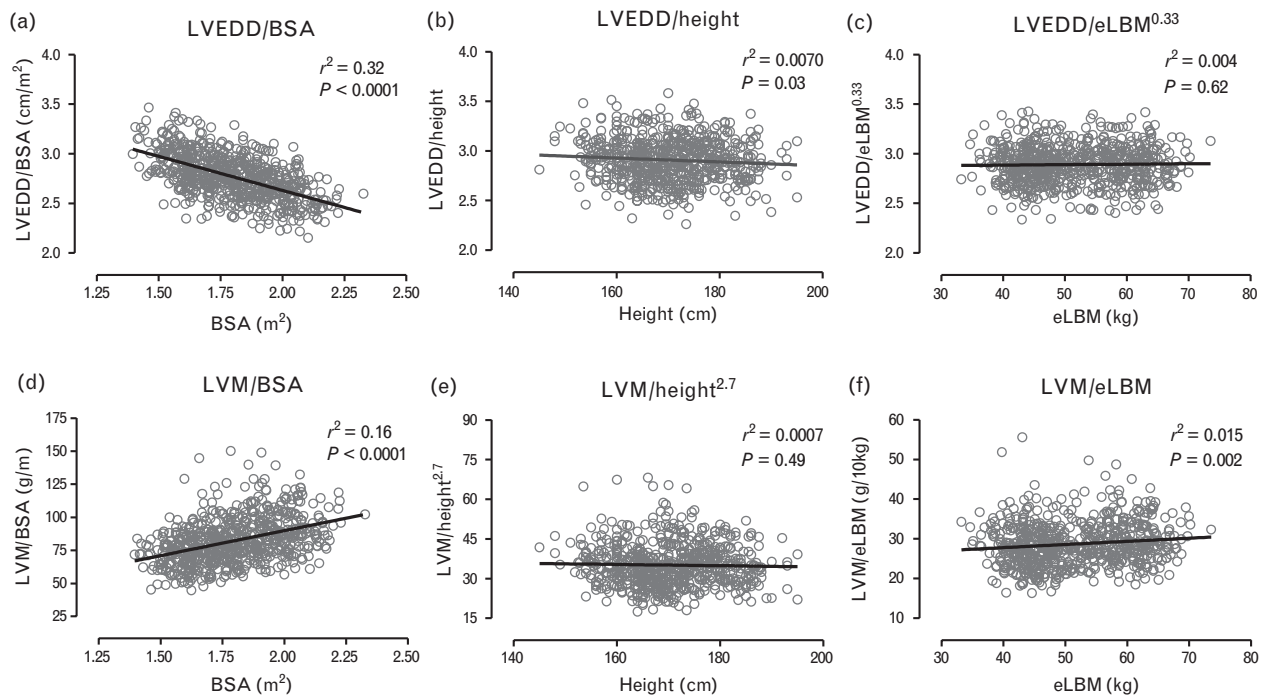 (a)
LVEDD/BSA
r² = 0.32
P < 0.0001
LVEDD/BSA (cm/m²)
4.0
3.5
3.0
2.5
2.0
1.25 1.50 1.75 2.00 2.25 2.50
BSA (m²)
(b)
LVEDD/height
r² = 0.0070
P = 0.03
LVEDD/height
4.0
3.5
3.0
2.5
2.0
140 160 180 200
Height (cm)
(c)
LVEDD/eLBM⁰·³³
r² = 0.004
P = 0.62
LVEDD/eLBM⁰·³³
4.0
3.5
3.0
2.5
2.0
30 40 50 60 70 80
eLBM (kg)
(d)
LVM/BSA
r² = 0.16
P < 0.0001
LVM/BSA (g/m)
175
150
125
100
75
50
25
1.25 1.50 1.75 2.00 2.25 2.50
BSA (m²)
(e)
LVM/height²·⁷
r² = 0.0007
P = 0.49
LVM/height²·⁷
90
75
60
45
30
15
140 160 180 200
Height (cm)
(f)
LVM/eLBM
r² = 0.015
P = 0.002
LVM/eLBM (g/10kg)
60
50
40
30
20
10
30 40 50 60 70 80
eLBM (kg)